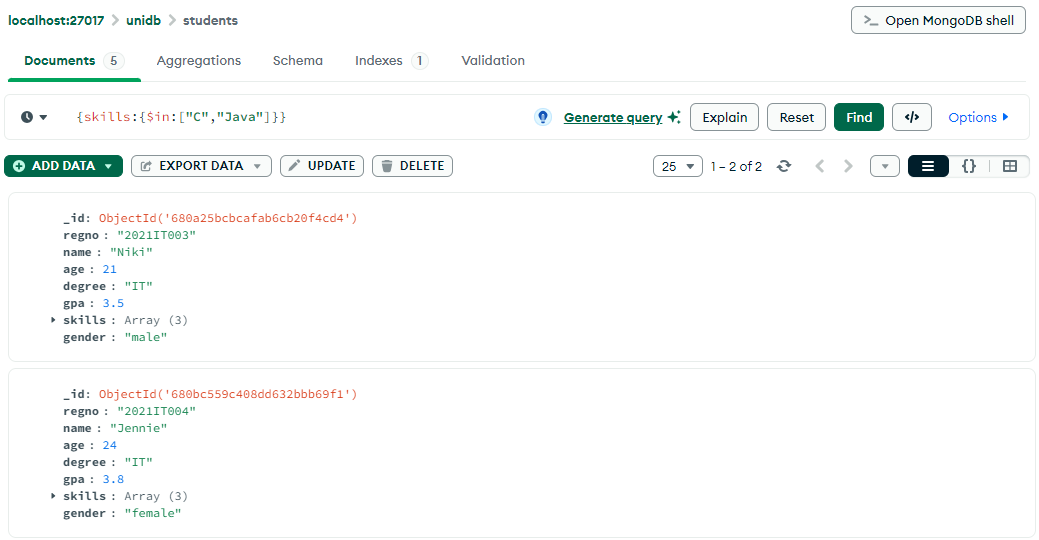 localhost:27017 > unidb > students
>_ Open MongoDB shell
Documents 5 Aggregations Schema Indexes 1 Validation
{skills:{$in:["C","Java"]}}
Generate query Explain Reset Find </> Options
ADD DATA EXPORT DATA UPDATE DELETE 25 1 – 2 of 2 {}
_id: ObjectId('680a25bcbcafab6cb20f4cd4')
regno : "2021IT003"
name : "Niki"
age : 21
degree : "IT"
gpa : 3.5
skills : Array (3)
gender : "male"
_id: ObjectId('680bc559c408dd632bbb69f1')
regno : "2021IT004"
name : "Jennie"
age : 24
degree : "IT"
gpa : 3.8
skills : Array (3)
gender : "female"